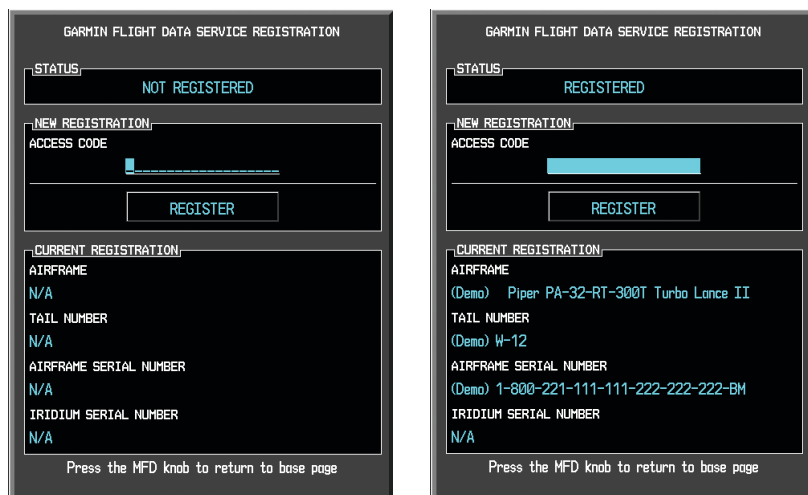 GARMIN FLIGHT DATA SERVICE REGISTRATION
STATUS
NOT REGISTERED
NEW REGISTRATION
ACCESS CODE
REGISTER
CURRENT REGISTRATION
AIRFRAME
N/A
TAIL NUMBER
N/A
AIRFRAME SERIAL NUMBER
N/A
IRIDIUM SERIAL NUMBER
N/A
Press the MFD knob to return to base page
GARMIN FLIGHT DATA SERVICE REGISTRATION
STATUS
REGISTERED
NEW REGISTRATION
ACCESS CODE
REGISTER
CURRENT REGISTRATION
AIRFRAME
(Demo) Piper PA-32-RT-300T Turbo Lance II
TAIL NUMBER
(Demo) W-12
AIRFRAME SERIAL NUMBER
(Demo) 1-800-221-111-111-222-222-222-BM
IRIDIUM SERIAL NUMBER
N/A
Press the MFD knob to return to base page